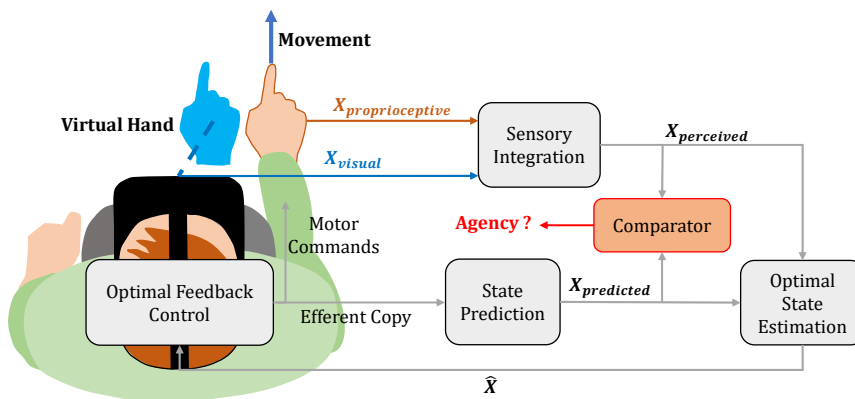 Movement
Virtual Hand
X_proprioceptive
X_visual
Sensory
Integration
X_perceived
Motor
Commands
Agency ?
Comparator
Optimal Feedback
Control
Efferent Copy
State
Prediction
X_predicted
Optimal
State
Estimation
X̂